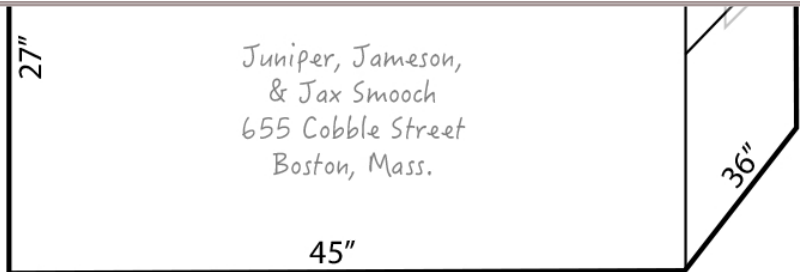 27”
Juniper, Jameson,
& Jax Smooch
655 Cobble Street
Boston, Mass.
36”
45”